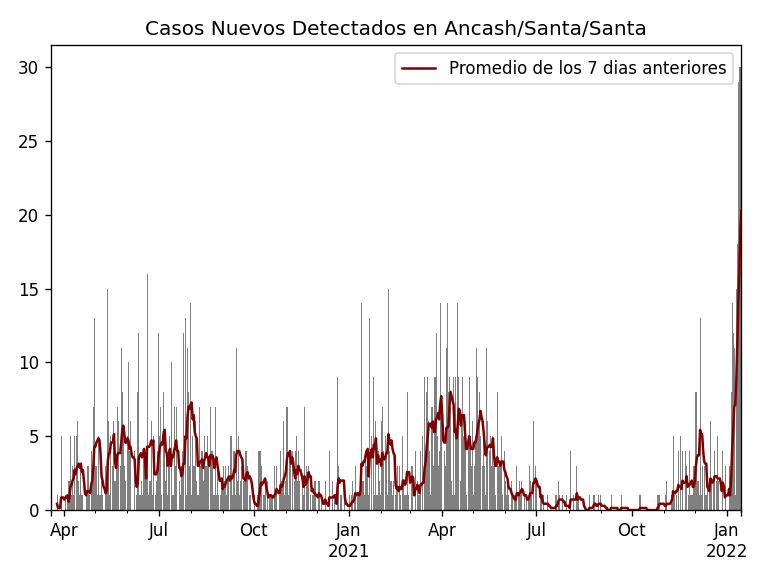 Casos Nuevos Detectados en Ancash/Santa/Santa
Promedio de los 7 dias anteriores
30
25
20
15
10
5
0
Apr Jul Oct Jan Apr Jul Oct Jan
2021 2022